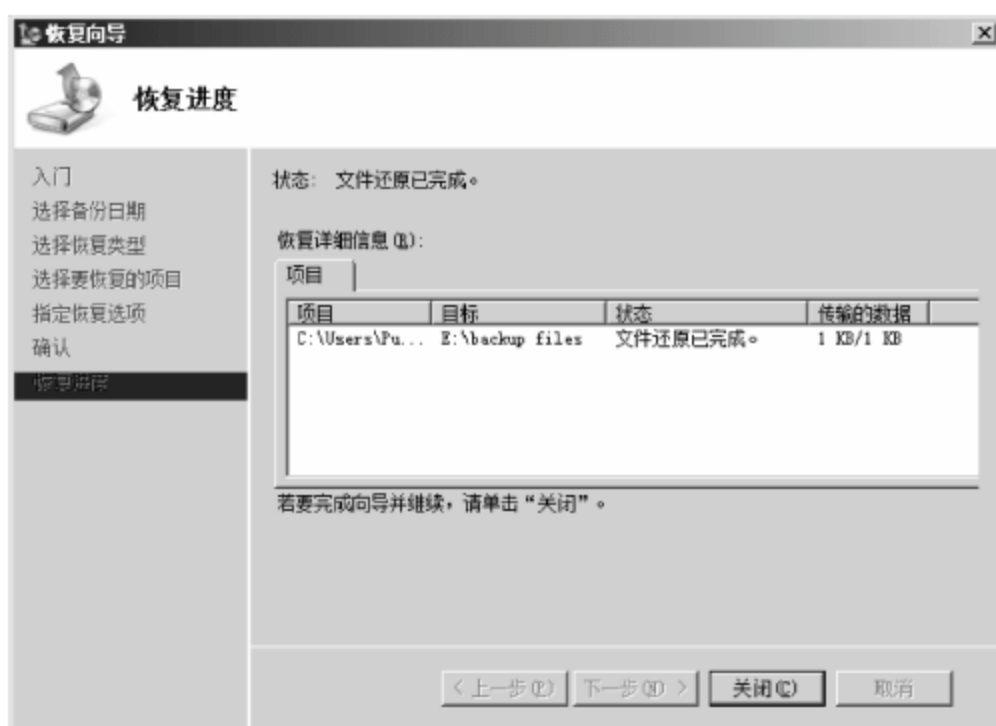 恢复向导
恢复进度
入门
选择备份日期
选择恢复类型
选择要恢复的项目
指定恢复选项
确认
恢复进度
状态: 文件还原已完成。
恢复详细信息(R):
项目
项目 目标 状态 传输的数据
C:\Users\Pu... E:\backup files 文件还原已完成。 1 KB/1 KB
若要完成向导并继续，请单击“关闭”。
< 上一步(P) 下一步(N) > 关闭(C) 取消